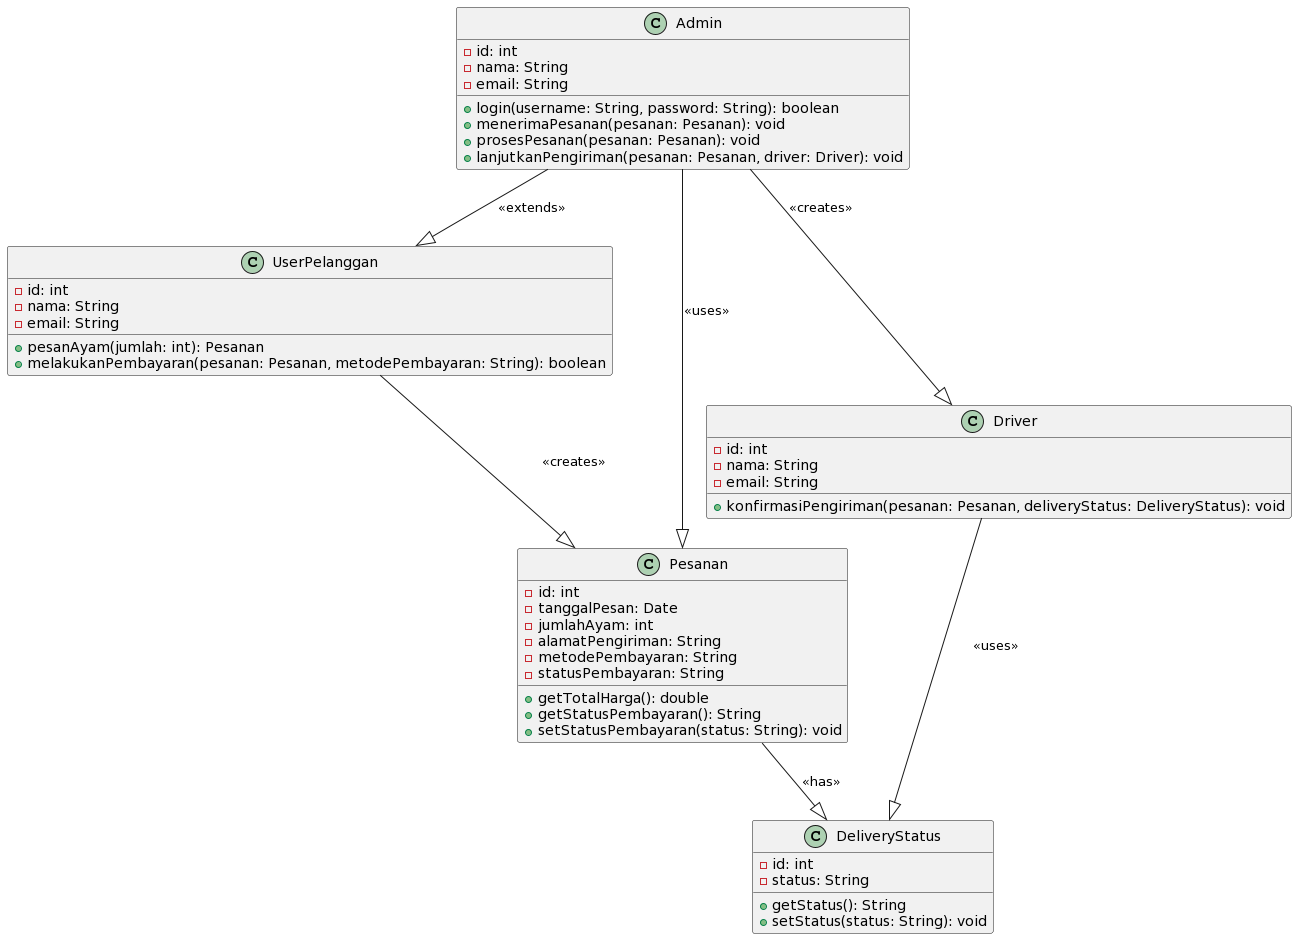 C Admin
id: int
nama: String
email: String
login(username: String, password: String): boolean
menerimaPesanan(pesanan: Pesanan): void
prosesPesanan(pesanan: Pesanan): void
lanjutkanPengiriman(pesanan: Pesanan, driver: Driver): void
«extends»
«creates»
C UserPelanggan
id: int
nama: String
email: String
pesanAyam(jumlah: int): Pesanan
melakukanPembayaran(pesanan: Pesanan, metodePembayaran: String): boolean
«uses»
C Driver
id: int
nama: String
email: String
konfirmasiPengiriman(pesanan: Pesanan, deliveryStatus: DeliveryStatus): void
«creates»
C Pesanan
id: int
tanggalPesan: Date
jumlahAyam: int
alamatPengiriman: String
metodePembayaran: String
statusPembayaran: String
getTotalHarga(): double
getStatusPembayaran(): String
setStatusPembayaran(status: String): void
«uses»
«has»
C DeliveryStatus
id: int
status: String
getStatus(): String
setStatus(status: String): void